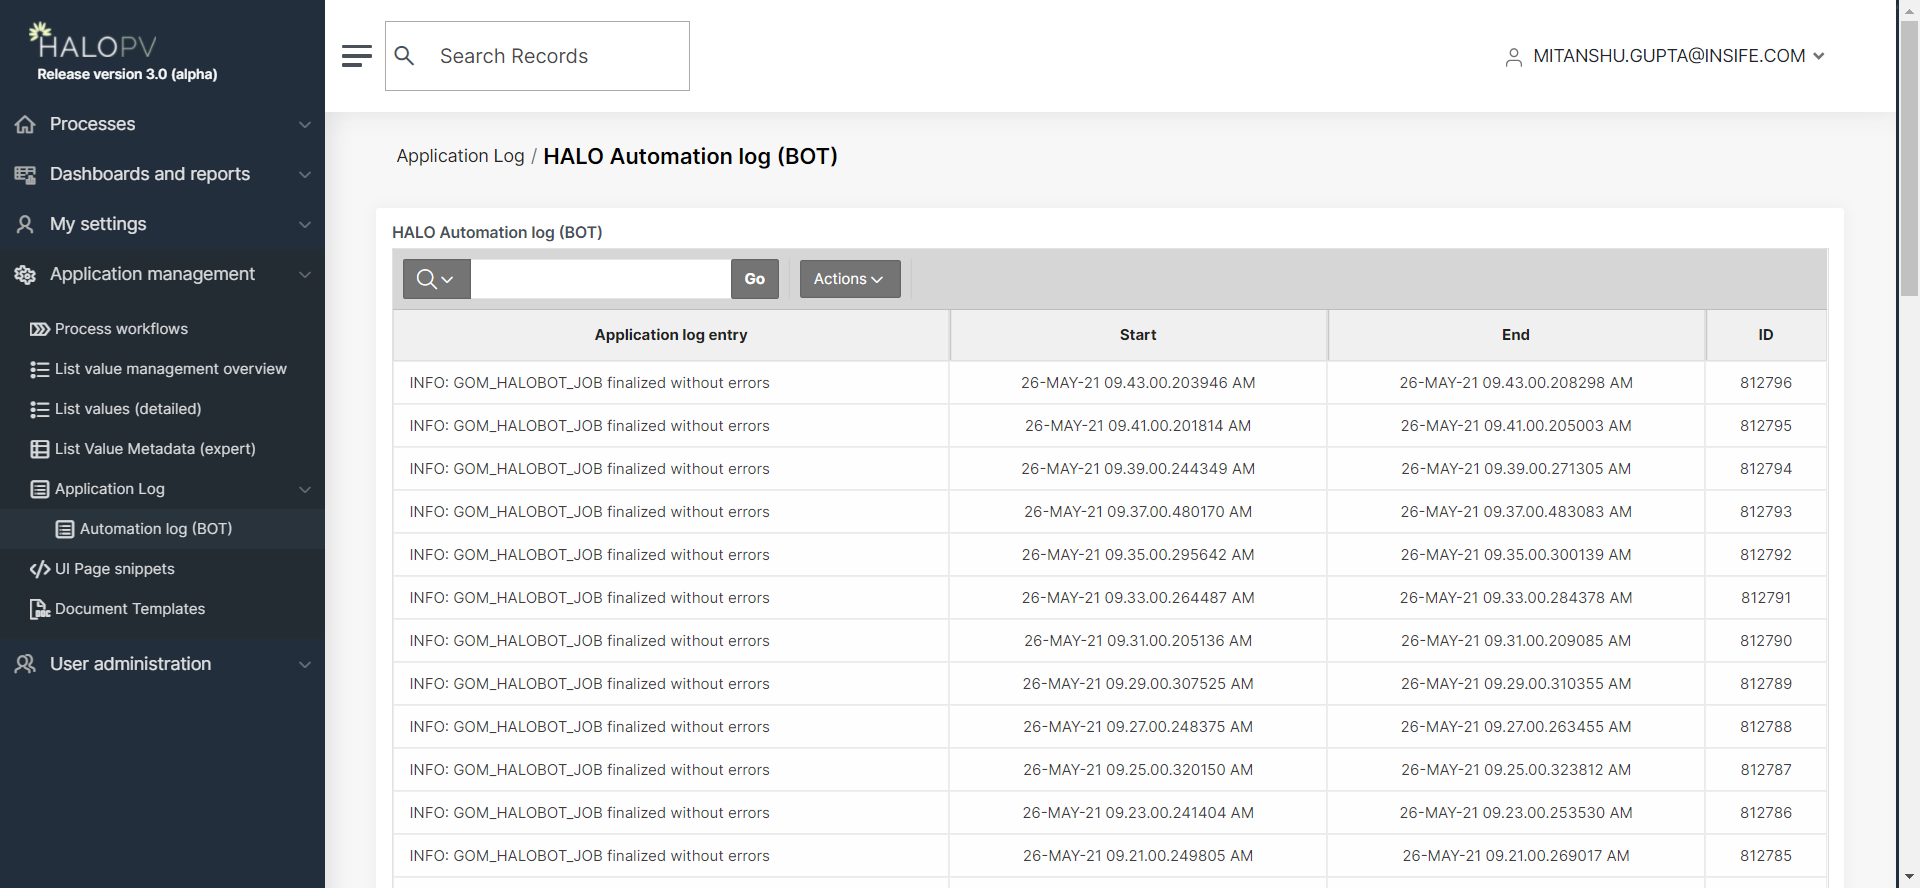 HALOPV
Release version 3.0 (alpha)
Processes
Dashboards and reports
My settings
Application management
Process workflows
List value management overview
List values (detailed)
List Value Metadata (expert)
Application Log
Automation log (BOT)
UI Page snippets
Document Templates
User administration
Search Records
MITANSHU.GUPTA@INSIFE.COM
Application Log / HALO Automation log (BOT)
HALO Automation log (BOT)
Go Actions
Application log entry Start End ID
INFO: GOM_HALOBOT_JOB finalized without errors 26-MAY-21 09.43.00.203946 AM 26-MAY-21 09.43.00.208298 AM 812796
INFO: GOM_HALOBOT_JOB finalized without errors 26-MAY-21 09.41.00.201814 AM 26-MAY-21 09.41.00.205003 AM 812795
INFO: GOM_HALOBOT_JOB finalized without errors 26-MAY-21 09.39.00.244349 AM 26-MAY-21 09.39.00.271305 AM 812794
INFO: GOM_HALOBOT_JOB finalized without errors 26-MAY-21 09.37.00.480170 AM 26-MAY-21 09.37.00.483083 AM 812793
INFO: GOM_HALOBOT_JOB finalized without errors 26-MAY-21 09.35.00.295642 AM 26-MAY-21 09.35.00.300139 AM 812792
INFO: GOM_HALOBOT_JOB finalized without errors 26-MAY-21 09.33.00.264487 AM 26-MAY-21 09.33.00.284378 AM 812791
INFO: GOM_HALOBOT_JOB finalized without errors 26-MAY-21 09.31.00.205136 AM 26-MAY-21 09.31.00.209085 AM 812790
INFO: GOM_HALOBOT_JOB finalized without errors 26-MAY-21 09.29.00.307525 AM 26-MAY-21 09.29.00.310355 AM 812789
INFO: GOM_HALOBOT_JOB finalized without errors 26-MAY-21 09.27.00.248375 AM 26-MAY-21 09.27.00.263455 AM 812788
INFO: GOM_HALOBOT_JOB finalized without errors 26-MAY-21 09.25.00.320150 AM 26-MAY-21 09.25.00.323812 AM 812787
INFO: GOM_HALOBOT_JOB finalized without errors 26-MAY-21 09.23.00.241404 AM 26-MAY-21 09.23.00.253530 AM 812786
INFO: GOM_HALOBOT_JOB finalized without errors 26-MAY-21 09.21.00.249805 AM 26-MAY-21 09.21.00.269017 AM 812785